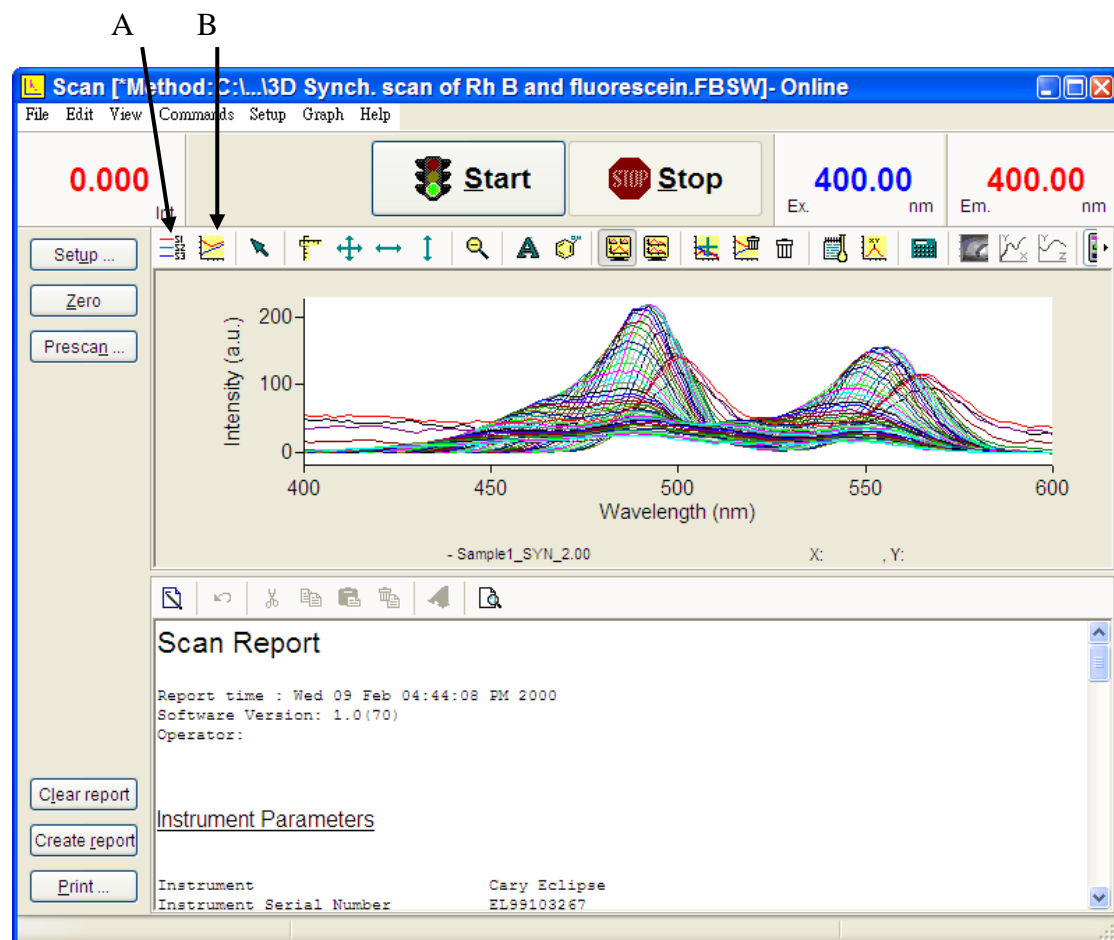 A B
Scan [*Method: C:\...\3D Synch. scan of Rh B and fluorescein.FBSW]- Online
File Edit View Commands Setup Graph Help
0.000
Int
Start
STOP Stop
400.00
Ex. nm
400.00
Em. nm
Setup ...
Zero
Prescan ...
Intensity (a.u.)
200
100
0
400 450 500 550 600
Wavelength (nm)
- Sample1_SYN_2.00 X: , Y:
Scan Report
Report time : Wed 09 Feb 04:44:08 PM 2000
Software Version: 1.0(70)
Operator:
Instrument Parameters
Instrument Cary Eclipse
Instrument Serial Number EL99103267
Clear report
Create report
Print ...